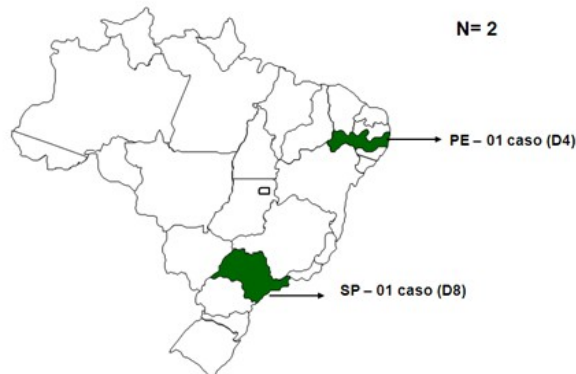 N= 2
PE – 01 caso (D4)
SP – 01 caso (D8)